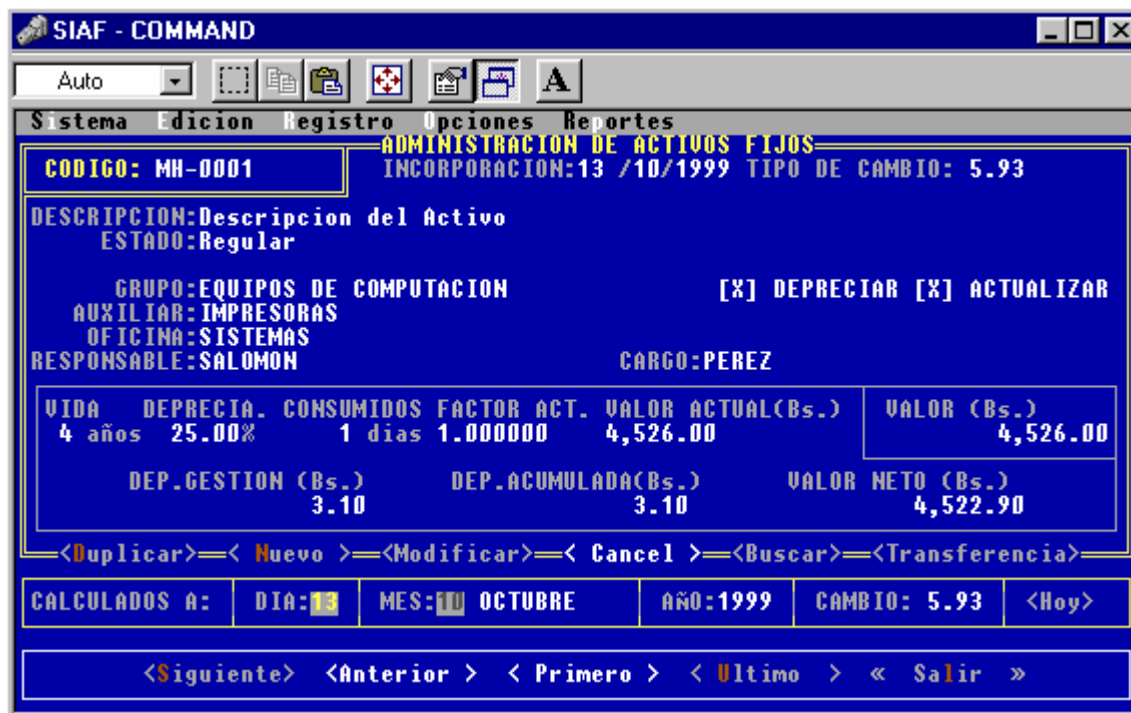 SIAF - COMMAND
Auto
A
Sistema Edicion Registro Opciones Reportes
ADMINISTRACION DE ACTIVOS FIJOS
CODIGO: MH-0001 INCORPORACION:13 /10/1999 TIPO DE CAMBIO: 5.93
DESCRIPCION:Descripcion del Activo
ESTADO:Regular
GRUPO:EQUIPOS DE COMPUTACION [X] DEPRECIAR [X] ACTUALIZAR
AUXILIAR:IMPRESORAS
OFICINA:SISTEMAS
RESPONSABLE:SALOMON CARGO:PEREZ
VIDA DEPRECIA. CONSUMIDOS FACTOR ACT. VALOR ACTUAL(Bs.) VALOR (Bs.)
4 años 25.00% 1 dias 1.000000 4,526.00 4,526.00
DEP.GESTION (Bs.) DEP.ACUMULADA(Bs.) VALOR NETO (Bs.)
3.10 3.10 4,522.90
<Duplicar> < Nuevo > <Modificar> < Cancel > <Buscar> <Transferencia>
CALCULADOS A: DIA:13 MES:10 OCTUBRE AÑO:1999 CAMBIO: 5.93 <Hoy>
<Siguiente> <Anterior > < Primero > < Ultimo > « Salir »